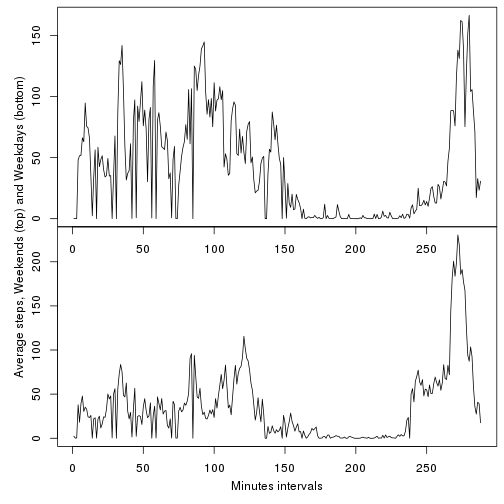 Average steps, Weekends (top) and Weekdays (bottom)
0 50 100 150
0 50 100 150 200 250
0 50 100 150 200
0 50 100 150 200 250
Minutes intervals